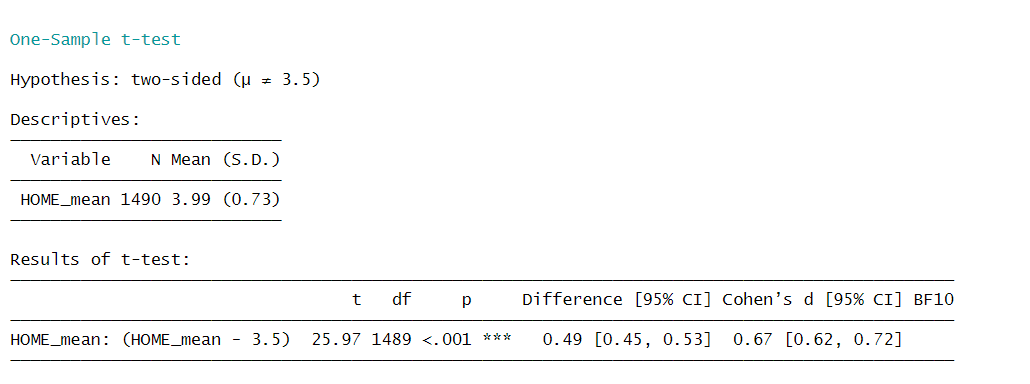 One-Sample t-test
Hypothesis: two-sided (μ ≠ 3.5)
Descriptives:
Variable    N Mean (S.D.)
HOME_mean 1490 3.99 (0.73)
Results of t-test:
t   df     p     Difference [95% CI] Cohen’s d [95% CI] BF10
HOME_mean: (HOME_mean - 3.5)  25.97 1489 <.001 ***   0.49 [0.45, 0.53]  0.67 [0.62, 0.72]